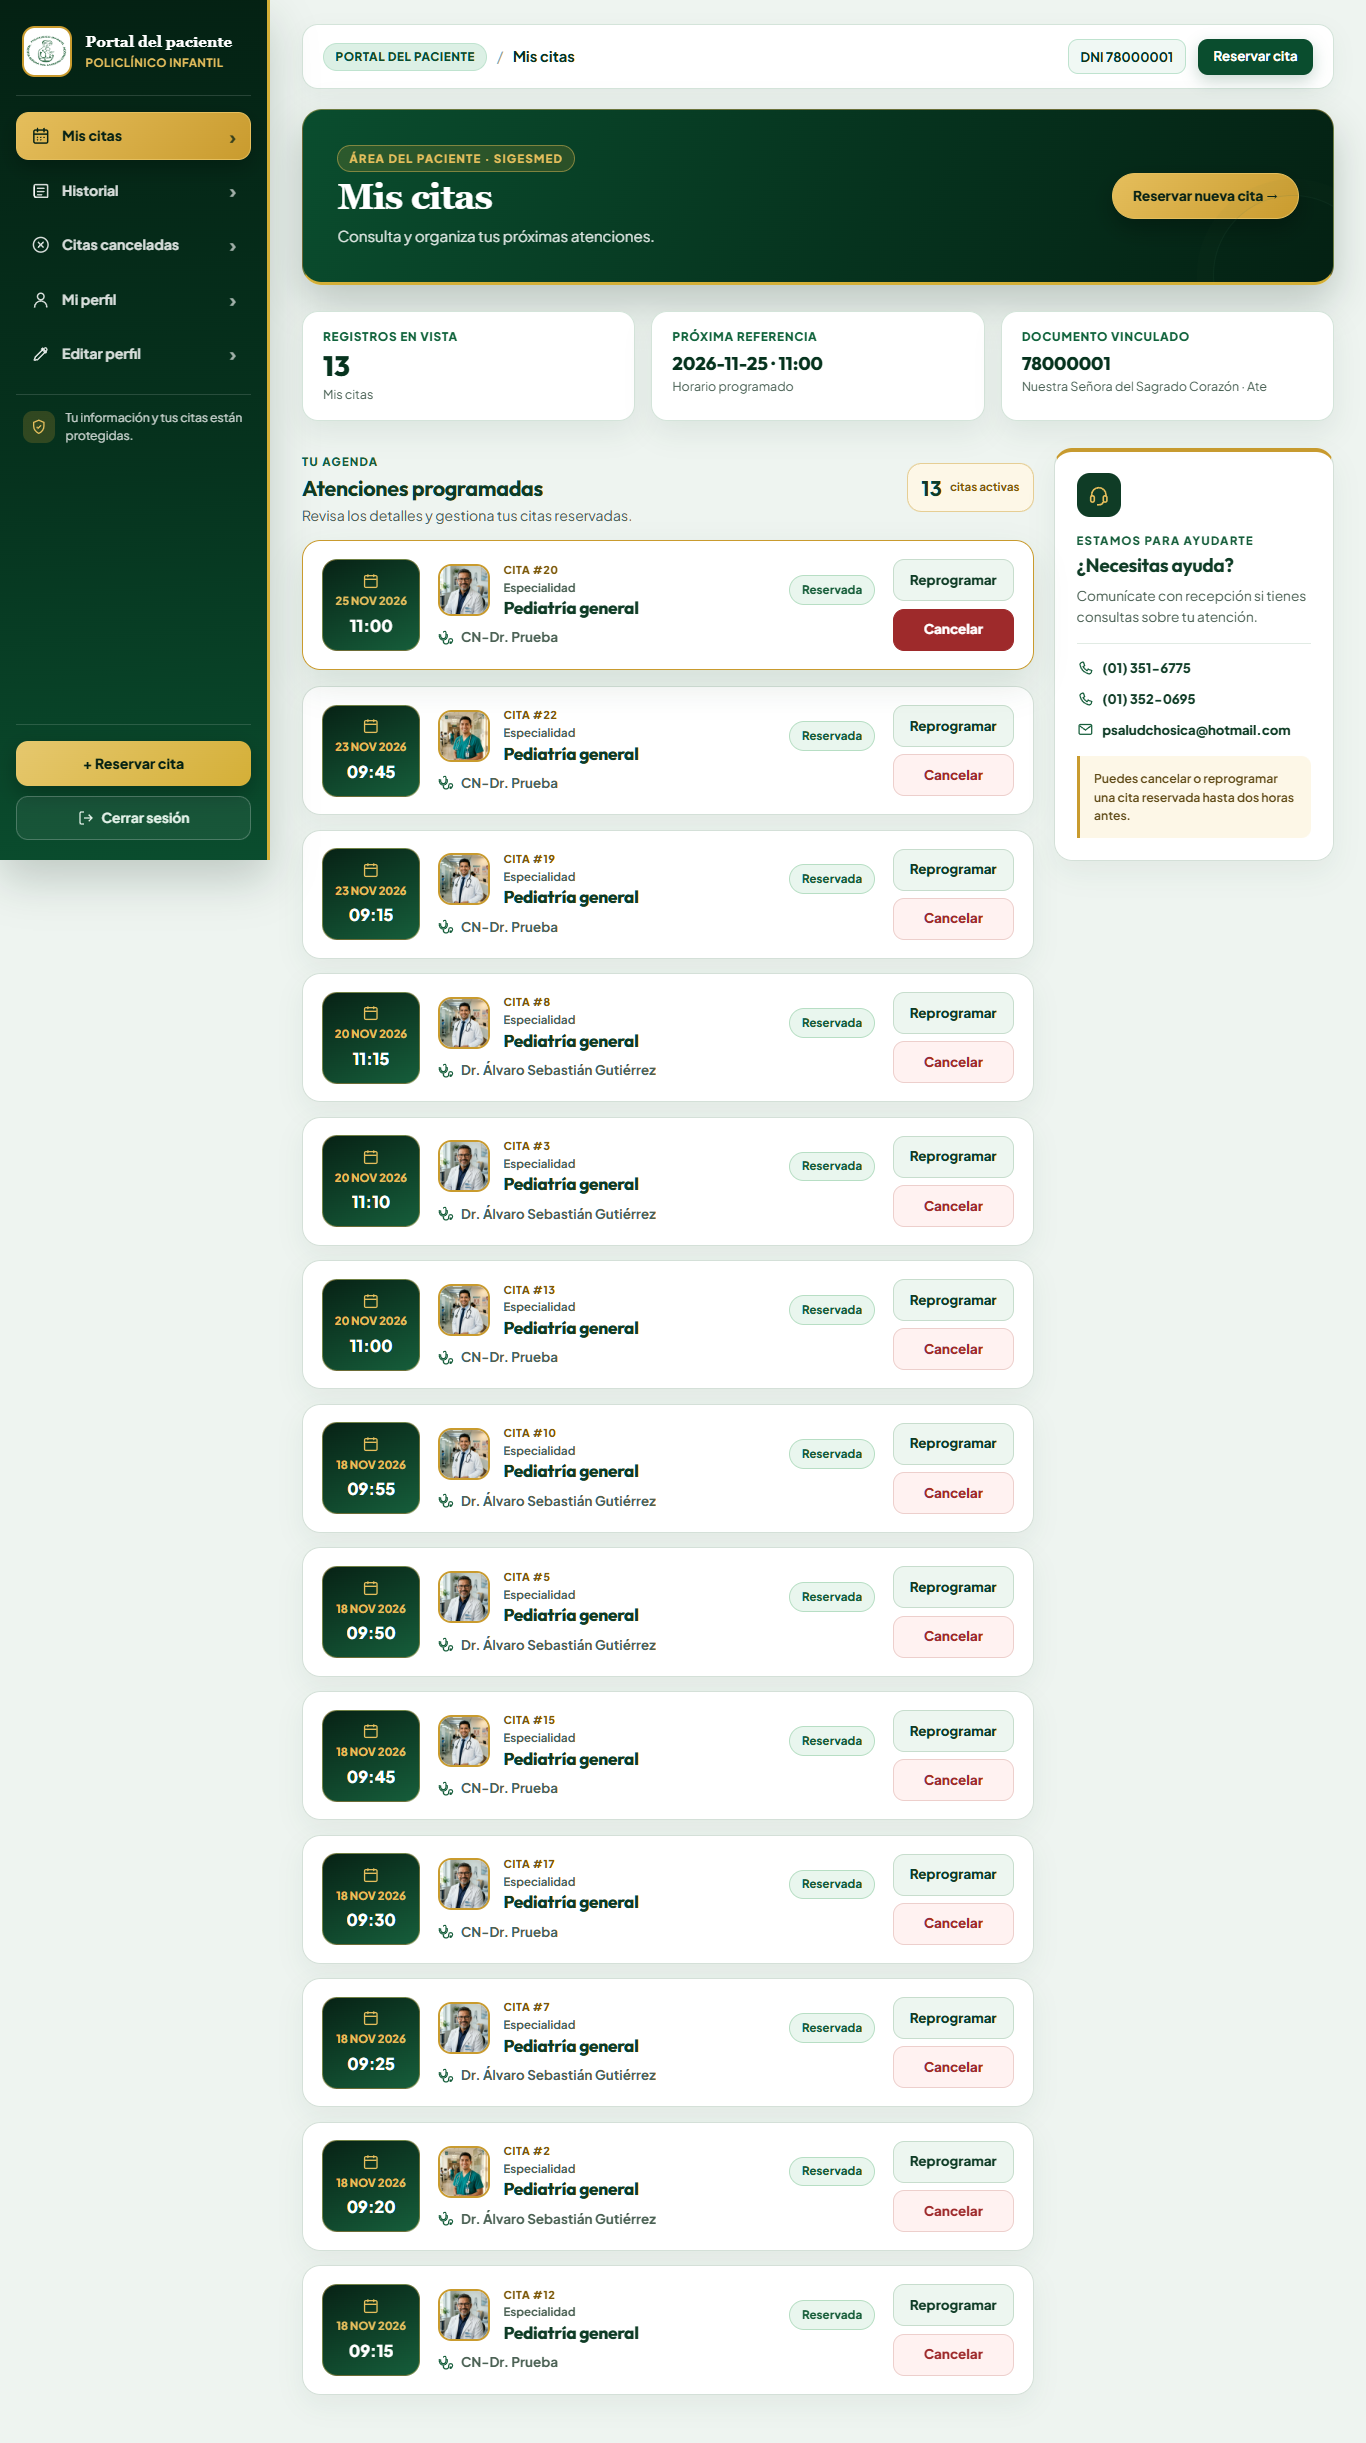 Portal del paciente
POLICLÍNICO INFANTIL
Mis citas
Historial
Citas canceladas
Mi perfil
Editar perfil
Tu información y tus citas están
protegidas.
+ Reservar cita
Cerrar sesión
PORTAL DEL PACIENTE / Mis citas
DNI 78000001
Reservar cita
ÁREA DEL PACIENTE · SIGESMED
Mis citas
Consulta y organiza tus próximas atenciones.
Reservar nueva cita →
REGISTROS EN VISTA
13
Mis citas
PRÓXIMA REFERENCIA
2026-11-25 · 11:00
Horario programado
DOCUMENTO VINCULADO
78000001
Nuestra Señora del Sagrado Corazón · Ate
TU AGENDA
Atenciones programadas
Revisa los detalles y gestiona tus citas reservadas.
13 citas activas
25 NOV 2026
11:00
CITA #20
Especialidad
Pediatría general
CN-Dr. Prueba
Reservada
Reprogramar
Cancelar
23 NOV 2026
09:45
CITA #22
Especialidad
Pediatría general
CN-Dr. Prueba
Reservada
Reprogramar
Cancelar
23 NOV 2026
09:15
CITA #19
Especialidad
Pediatría general
CN-Dr. Prueba
Reservada
Reprogramar
Cancelar
20 NOV 2026
11:15
CITA #8
Especialidad
Pediatría general
Dr. Álvaro Sebastián Gutiérrez
Reservada
Reprogramar
Cancelar
20 NOV 2026
11:10
CITA #3
Especialidad
Pediatría general
Dr. Álvaro Sebastián Gutiérrez
Reservada
Reprogramar
Cancelar
20 NOV 2026
11:00
CITA #13
Especialidad
Pediatría general
CN-Dr. Prueba
Reservada
Reprogramar
Cancelar
18 NOV 2026
09:55
CITA #10
Especialidad
Pediatría general
Dr. Álvaro Sebastián Gutiérrez
Reservada
Reprogramar
Cancelar
18 NOV 2026
09:50
CITA #5
Especialidad
Pediatría general
Dr. Álvaro Sebastián Gutiérrez
Reservada
Reprogramar
Cancelar
18 NOV 2026
09:45
CITA #15
Especialidad
Pediatría general
CN-Dr. Prueba
Reservada
Reprogramar
Cancelar
18 NOV 2026
09:30
CITA #17
Especialidad
Pediatría general
CN-Dr. Prueba
Reservada
Reprogramar
Cancelar
18 NOV 2026
09:25
CITA #7
Especialidad
Pediatría general
Dr. Álvaro Sebastián Gutiérrez
Reservada
Reprogramar
Cancelar
18 NOV 2026
09:20
CITA #2
Especialidad
Pediatría general
Dr. Álvaro Sebastián Gutiérrez
Reservada
Reprogramar
Cancelar
18 NOV 2026
09:15
CITA #12
Especialidad
Pediatría general
CN-Dr. Prueba
Reservada
Reprogramar
Cancelar
ESTAMOS PARA AYUDARTE
¿Necesitas ayuda?
Comunícate con recepción si tienes
consultas sobre tu atención.
(01) 351-6775
(01) 352-0695
psaludchosica@hotmail.com
Puedes cancelar o reprogramar
una cita reservada hasta dos horas
antes.